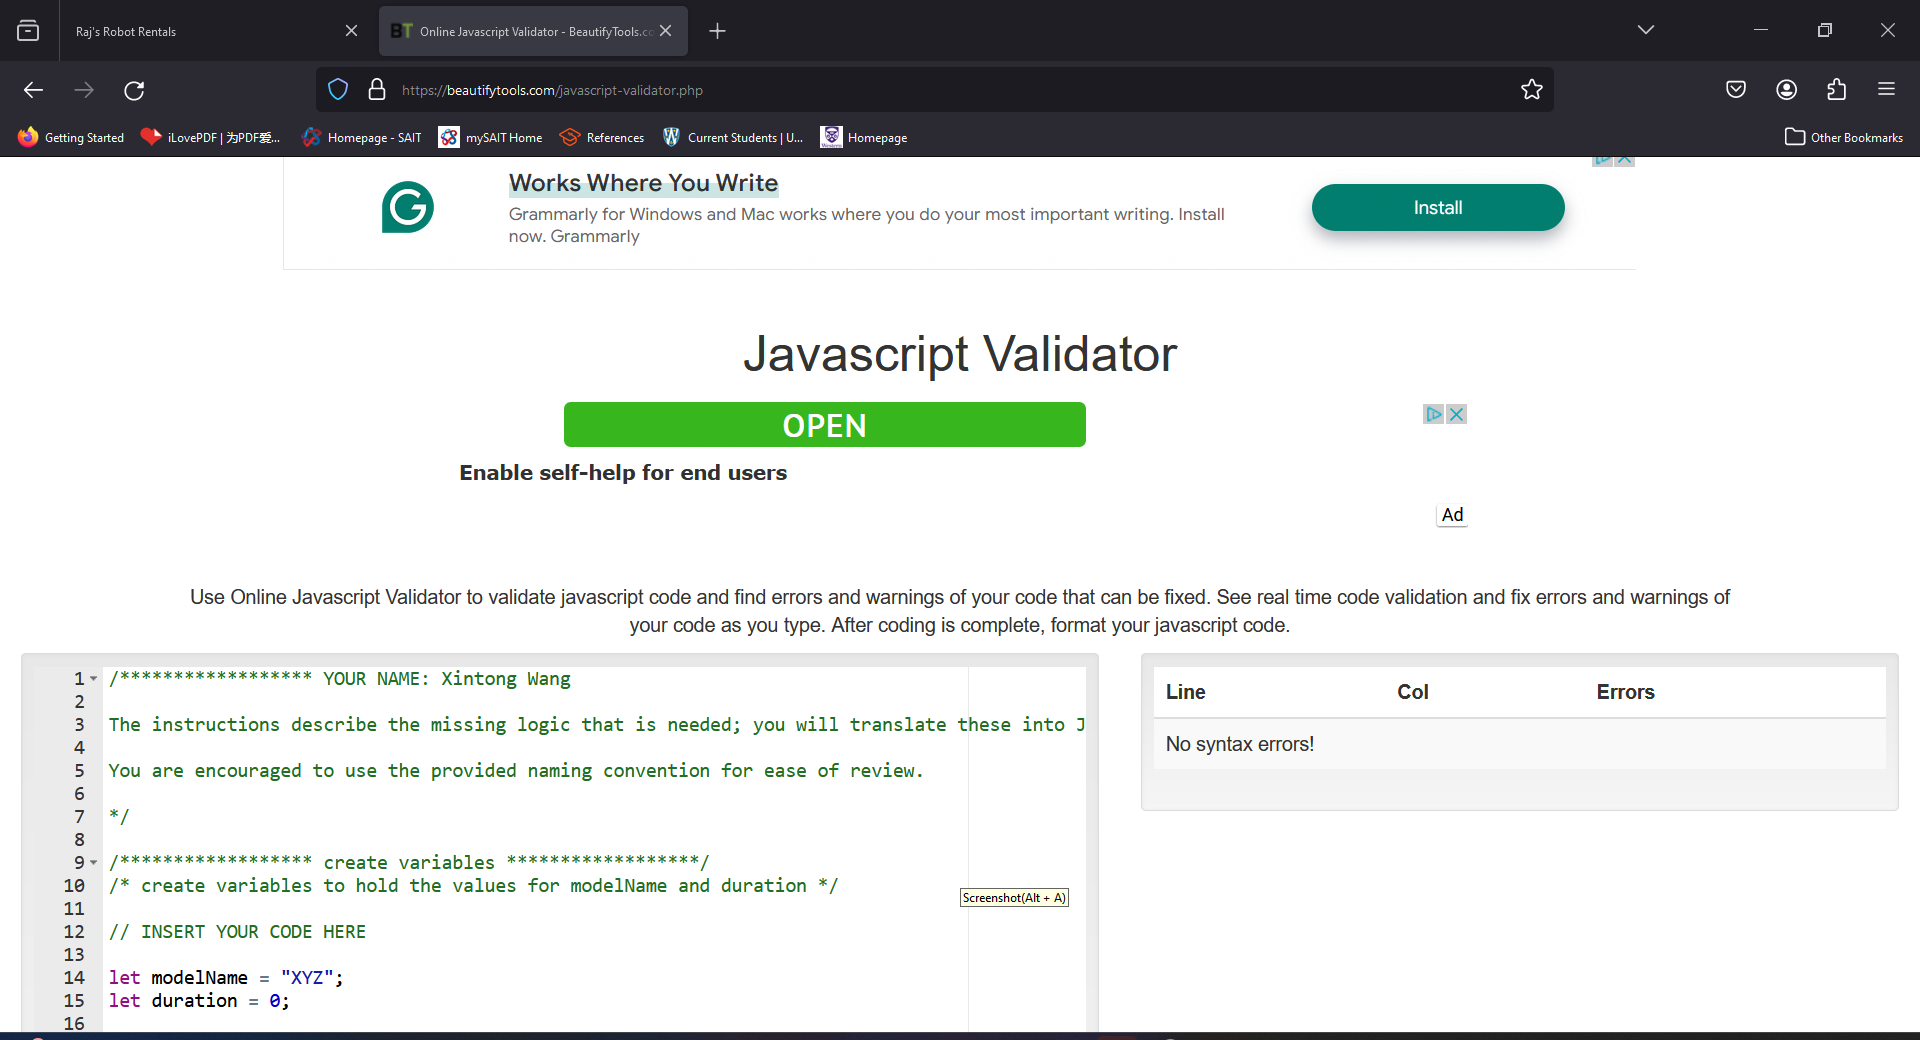 Raj's Robot Rentals
BT Online Javascript Validator - BeautifyTools.co
https://beautifytools.com/javascript-validator.php
Getting Started
iLovePDF | 为PDF爱...
Homepage - SAIT
mySAIT Home
References
Current Students | U...
Homepage
Other Bookmarks
Works Where You Write
Grammarly for Windows and Mac works where you do your most important writing. Install
now. Grammarly
Install
Javascript Validator
OPEN
Enable self-help for end users
Ad
Use Online Javascript Validator to validate javascript code and find errors and warnings of your code that can be fixed. See real time code validation and fix errors and warnings of
your code as you type. After coding is complete, format your javascript code.
1 /****************** YOUR NAME: Xintong Wang
2
3 The instructions describe the missing logic that is needed; you will translate these into J
4
5 You are encouraged to use the provided naming convention for ease of review.
6
7 */
8
9 /****************** create variables ******************/
10 /* create variables to hold the values for modelName and duration */
11
12 // INSERT YOUR CODE HERE
13
14 let modelName = "XYZ";
15 let duration = 0;
16
Line Col Errors
No syntax errors!
Screenshot(Alt + A)